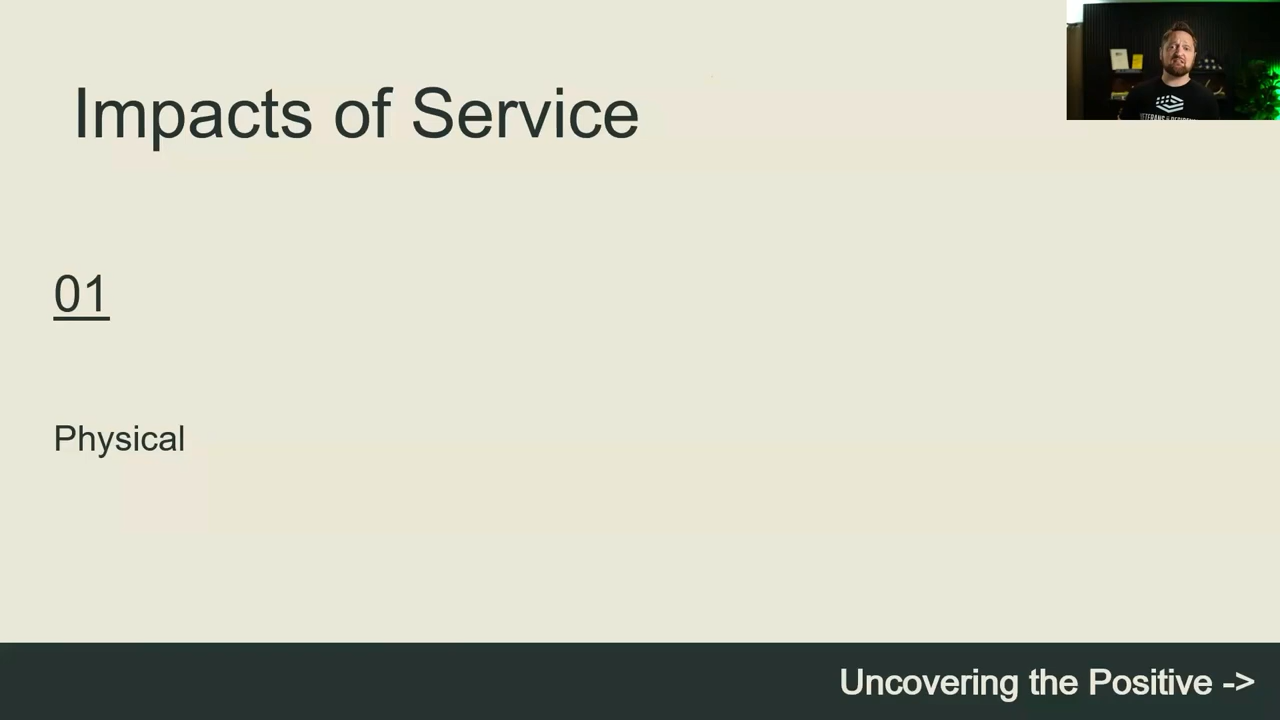 Impacts of Service
01
Physical
Uncovering the Positive ->